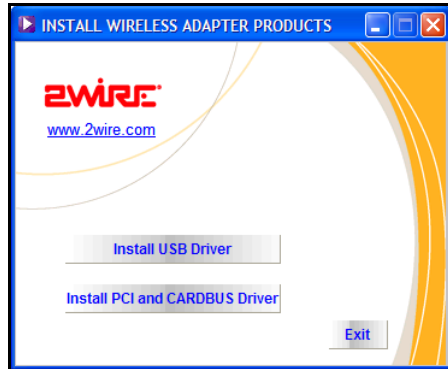 INSTALL WIRELESS ADAPTER PRODUCTS
2WiRE
www.2wire.com
Install USB Driver
Install PCI and CARDBUS Driver
Exit